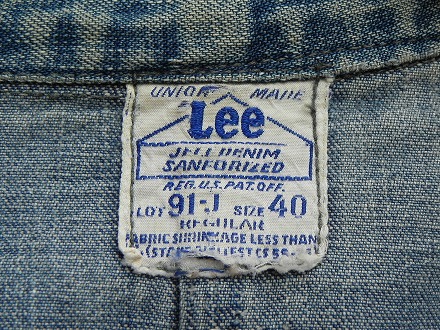 UNION MADE
Lee
JELT DENIM
SANFORIZED
REG. U.S. PAT. OFF.
LOT 91-J SIZE 40
REGULAR
FABRIC SHRINKAGE LESS THAN